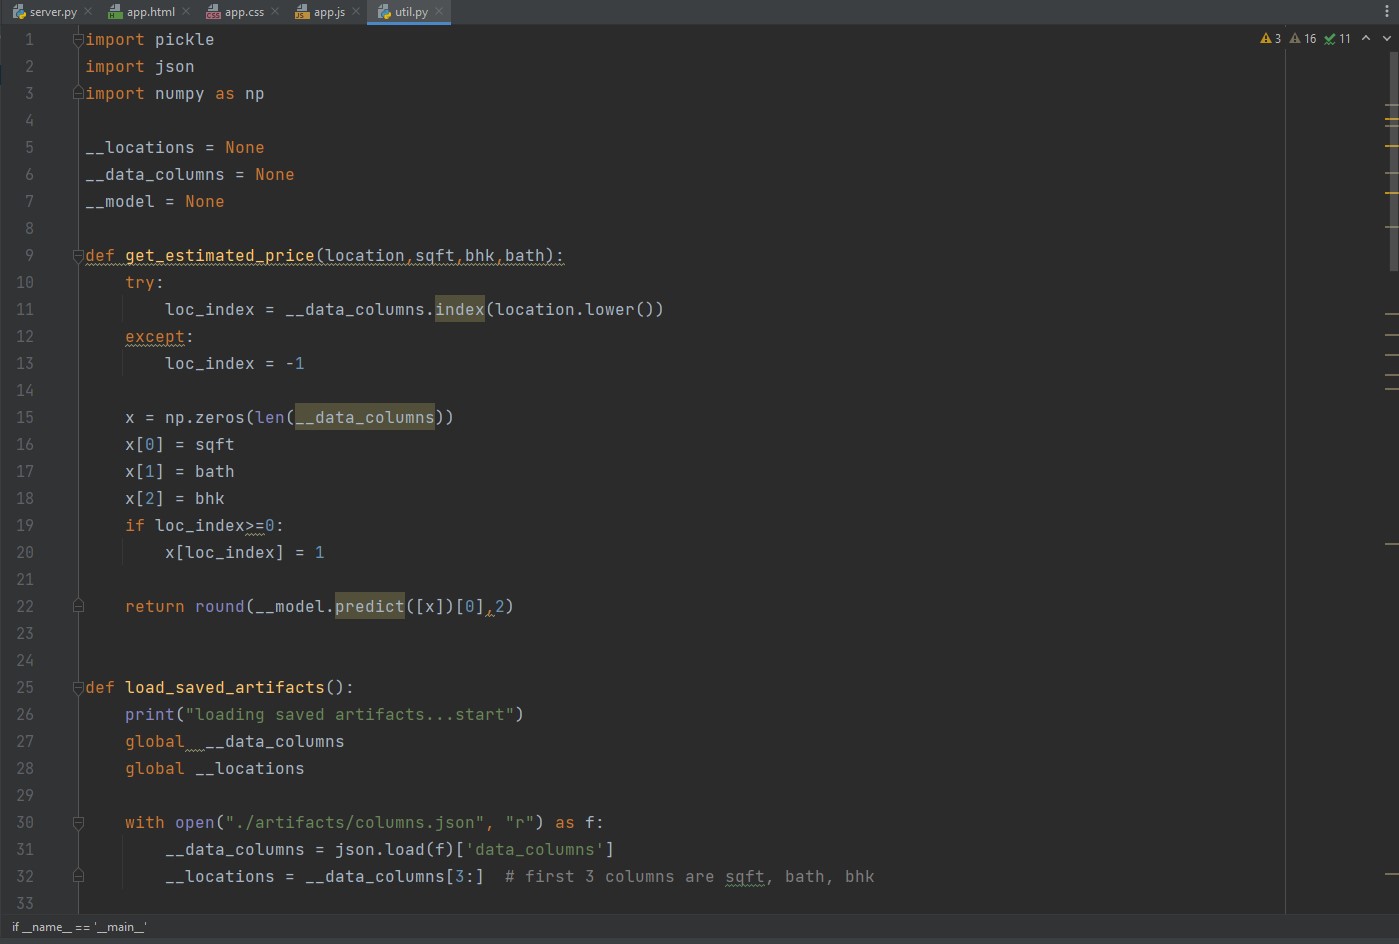 server.py app.html app.css app.js util.py
3 16 11
1 import pickle
2 import json
3 import numpy as np
4
5 __locations = None
6 __data_columns = None
7 __model = None
8
9 def get_estimated_price(location,sqft,bhk,bath):
10     try:
11         loc_index = __data_columns.index(location.lower())
12     except:
13         loc_index = -1
14
15     x = np.zeros(len(__data_columns))
16     x[0] = sqft
17     x[1] = bath
18     x[2] = bhk
19     if loc_index>=0:
20         x[loc_index] = 1
21
22     return round(__model.predict([x])[0],2)
23
24
25 def load_saved_artifacts():
26     print("loading saved artifacts...start")
27     global  __data_columns
28     global __locations
29
30     with open("./artifacts/columns.json", "r") as f:
31         __data_columns = json.load(f)['data_columns']
32         __locations = __data_columns[3:]  # first 3 columns are sqft, bath, bhk
33
if __name__ == '__main__'